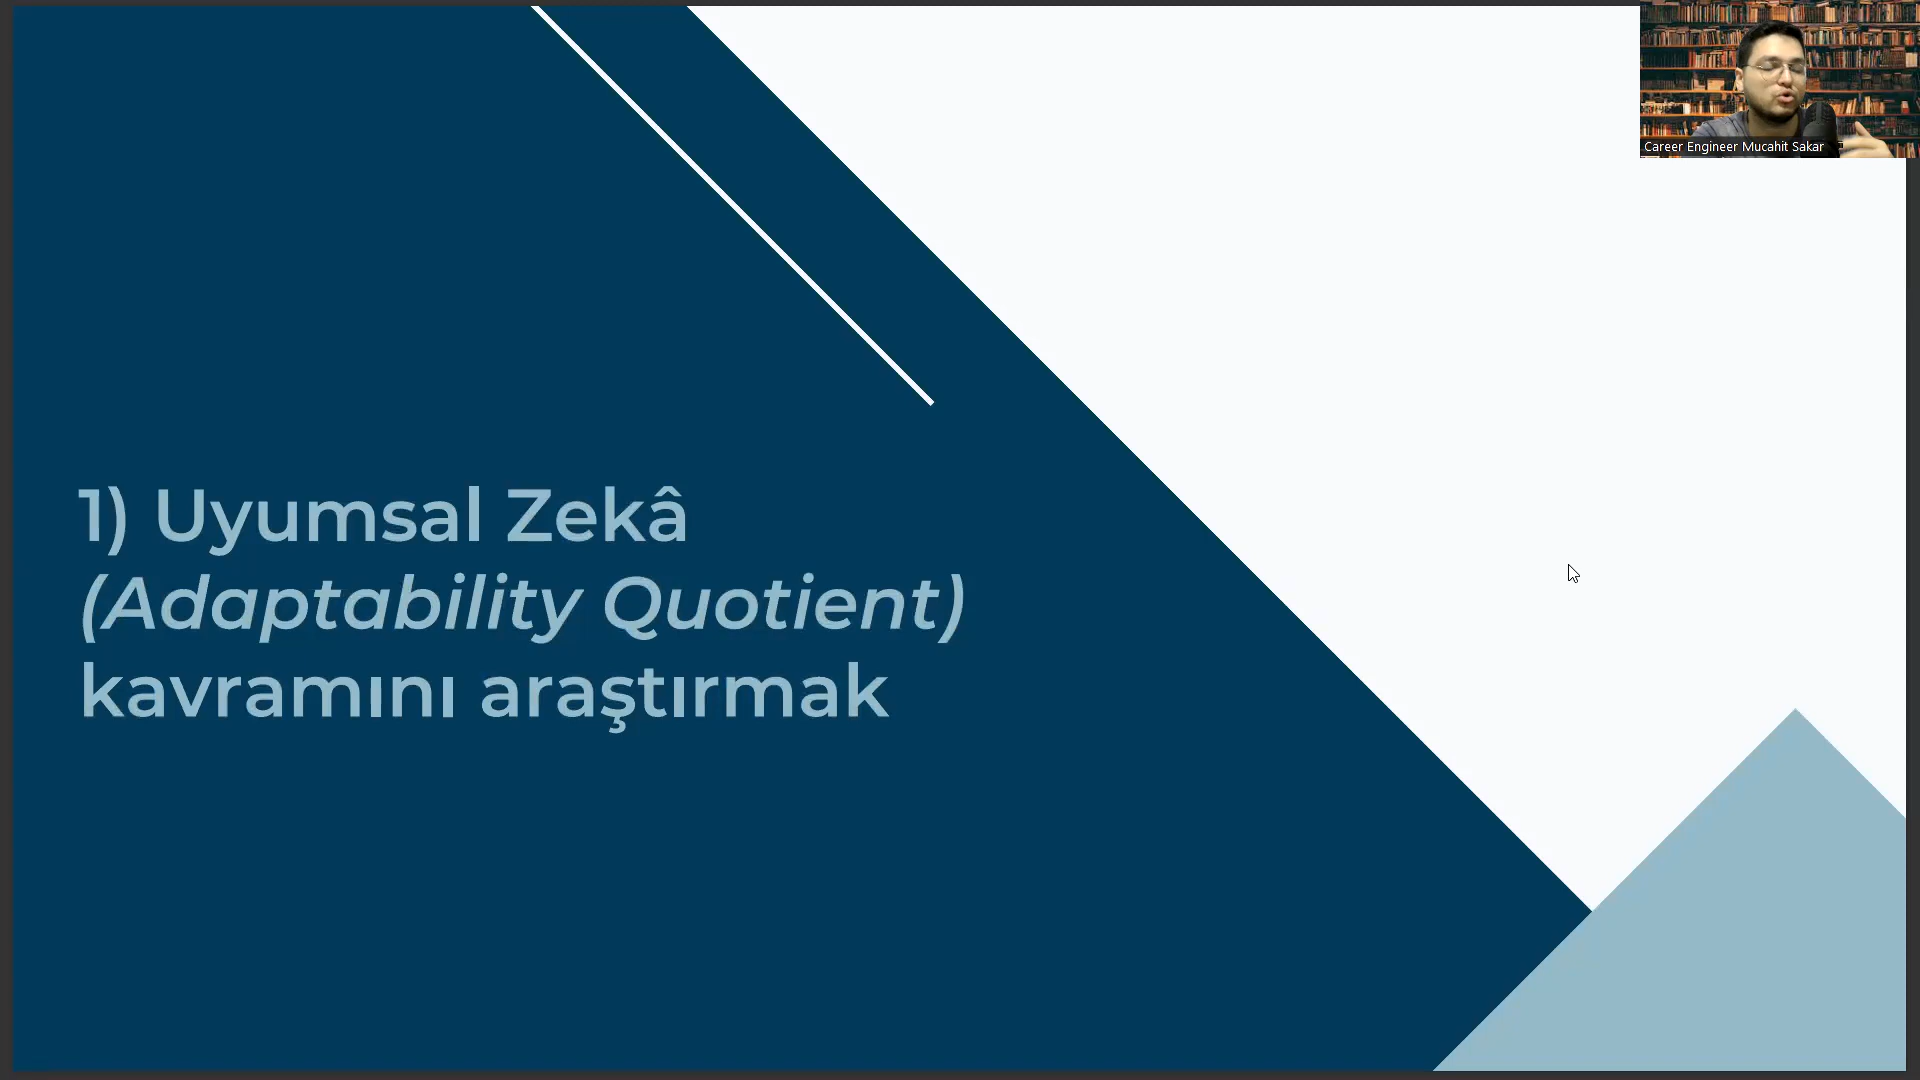 Career Engineer Mucahit Sakar
1) Uyumsal Zekâ
(Adaptability Quotient)
kavramını araştırmak